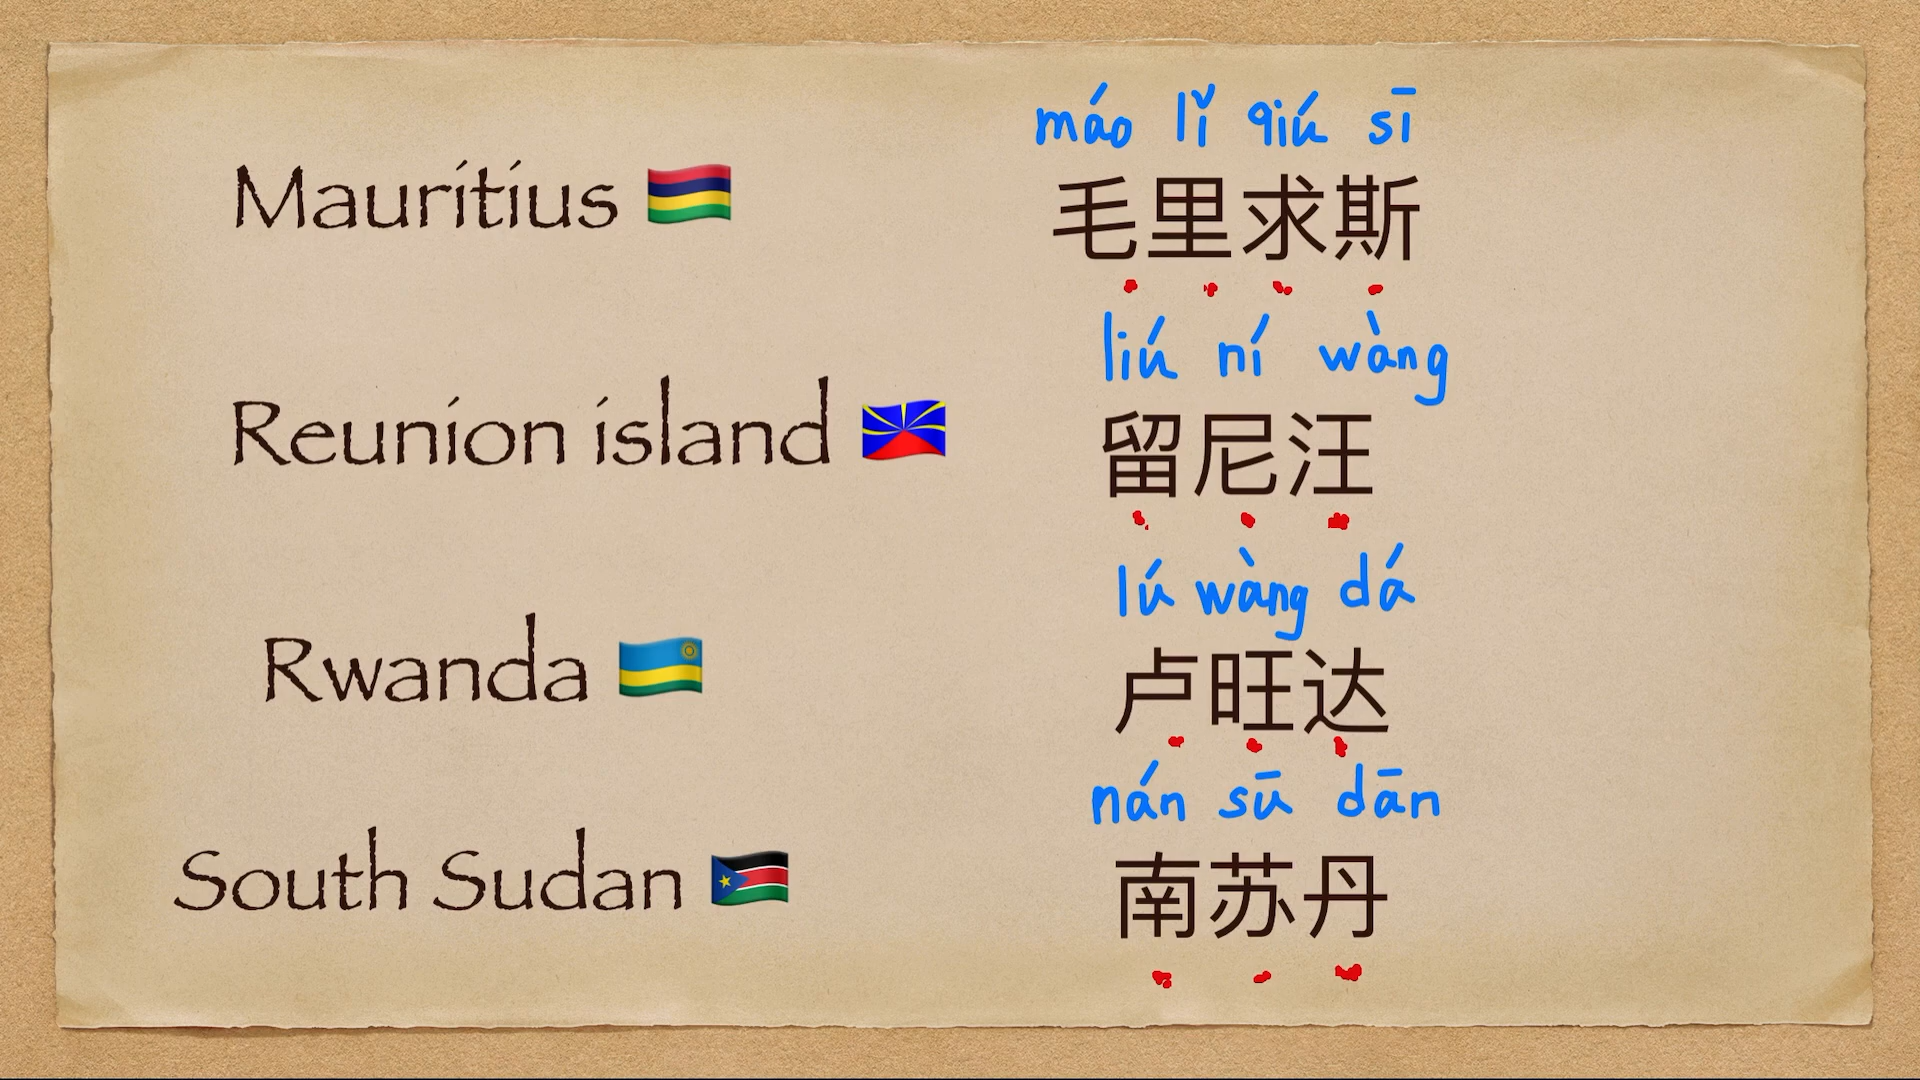 máo lǐ qiú sī
Mauritius 毛里求斯
liú ní wàng
Reunion island 留尼汪
lú wàng dá
Rwanda 卢旺达
nán sū dān
South Sudan 南苏丹